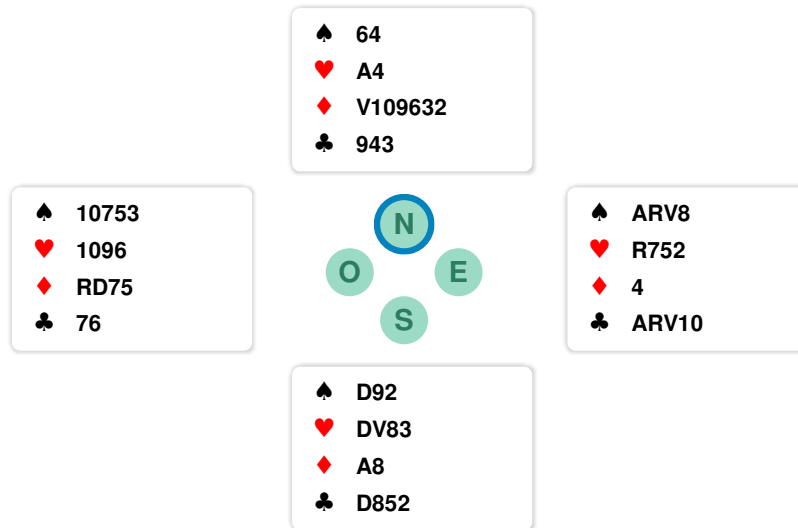 ♠ 64
♥ A4
♦ V109632
♣ 943
♠ 10753
♥ 1096
♦ RD75
♣ 76
N
O E
S
♠ ARV8
♥ R752
♦ 4
♣ ARV10
♠ D92
♥ DV83
♦ A8
♣ D852